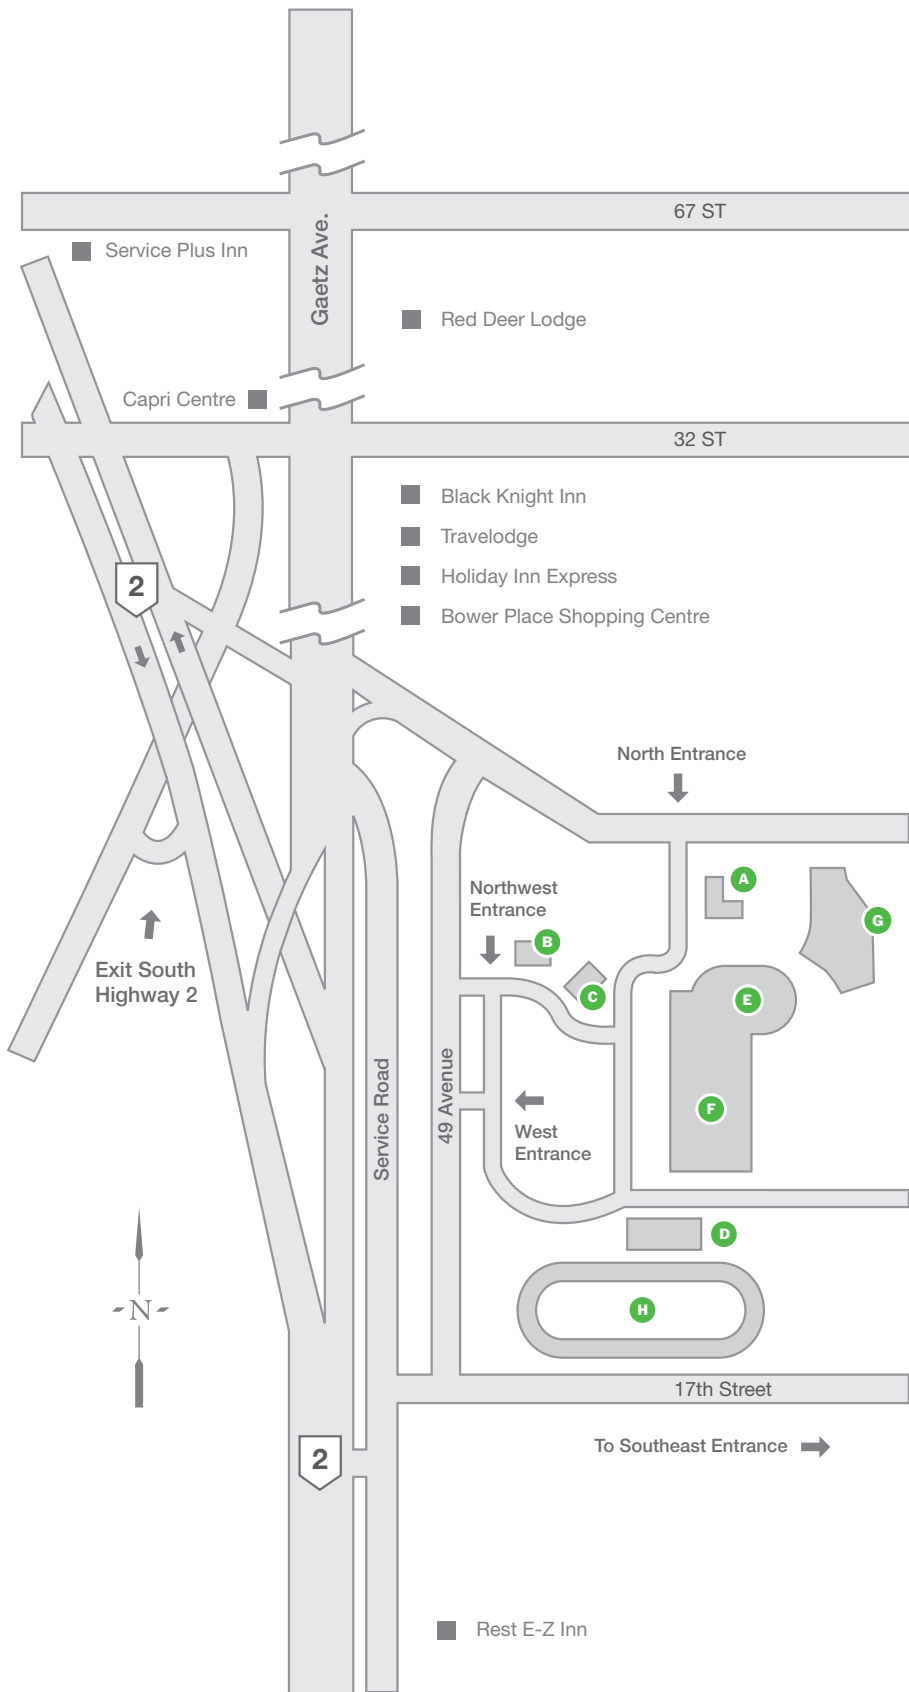 67 ST
Service Plus Inn
Gaetz Ave.
Red Deer Lodge
Capri Centre
32 ST
Black Knight Inn
Travelodge
2
Holiday Inn Express
Bower Place Shopping Centre
North Entrance
A
Northwest
Entrance
G
B
Exit South
Highway 2
C
E
Service Road
49 Avenue
F
West
Entrance
D
N
H
17th Street
To Southeast Entrance
2
Rest E-Z Inn